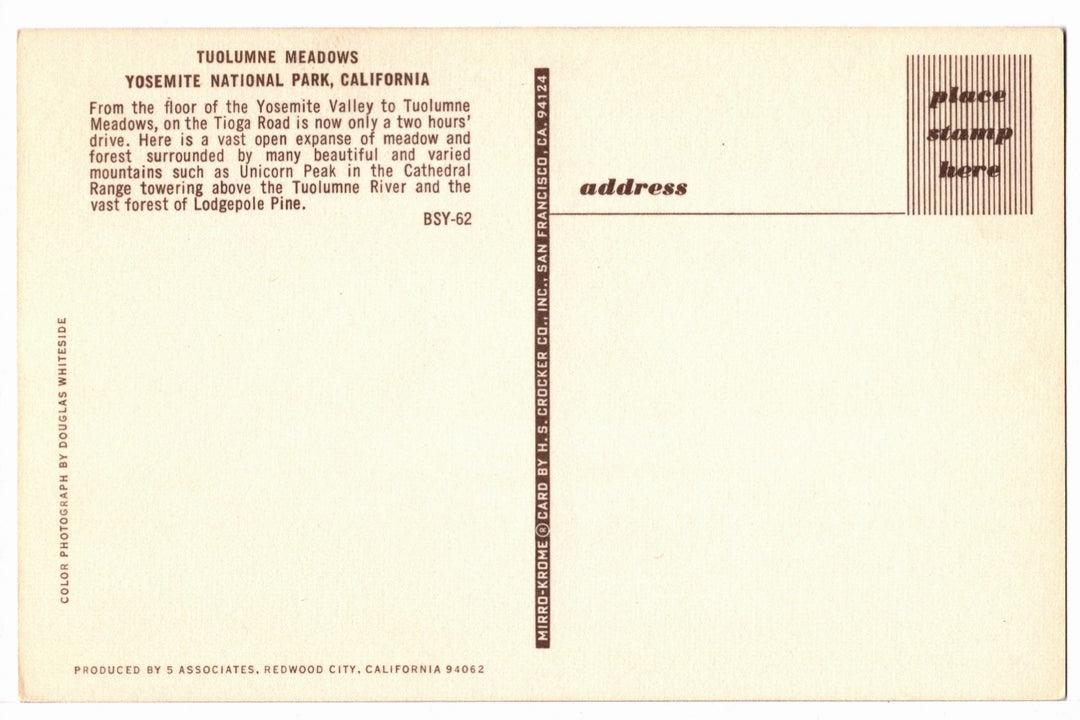 TUOLUMNE MEADOWS
YOSEMITE NATIONAL PARK, CALIFORNIA
From the floor of the Yosemite Valley to Tuolumne
Meadows, on the Tioga Road is now only a two hours'
drive. Here is a vast open expanse of meadow and
forest surrounded by many beautiful and varied
mountains such as Unicorn Peak in the Cathedral
Range towering above the Tuolumne River and the
vast forest of Lodgepole Pine.
BSY-62
COLOR PHOTOGRAPH BY DOUGLAS WHITESIDE
PRODUCED BY 5 ASSOCIATES, REDWOOD CITY, CALIFORNIA 94062
MIRRO-KROME ® CARD BY H. S. CROCKER CO., INC., SAN FRANCISCO, CA. 94124
address
place
stamp
here